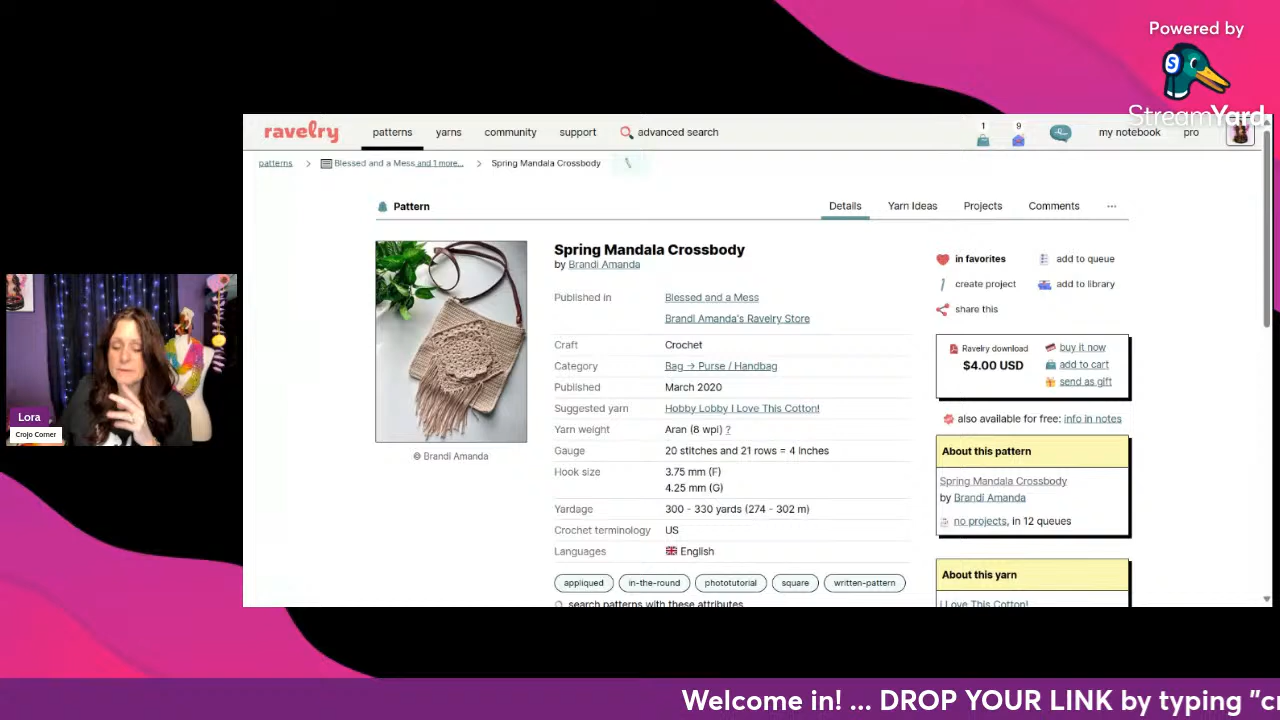 Powered by
S
StreamYard
ravelry
patterns yarns community support advanced search 1 9 my notebook pro
patterns > Blessed and a Mess and 1 more... > Spring Mandala Crossbody
Pattern
Details Yarn Ideas Projects Comments ...
Spring Mandala Crossbody
by Brandi Amanda
Published in Blessed and a Mess
Brandi Amanda's Ravelry Store
Craft Crochet
Category Bag → Purse / Handbag
Published March 2020
Suggested yarn Hobby Lobby I Love This Cotton!
Yarn weight Aran (8 wpi) ?
Gauge 20 stitches and 21 rows = 4 inches
Hook size 3.75 mm (F)
4.25 mm (G)
Yardage 300 - 330 yards (274 - 302 m)
Crochet terminology US
Languages English
appliqued in-the-round phototutorial square written-pattern
search patterns with these attributes
© Brandi Amanda
in favorites add to queue
create project add to library
share this
Ravelry download
$4.00 USD
buy it now
add to cart
send as gift
also available for free: info in notes
About this pattern
Spring Mandala Crossbody
by Brandi Amanda
no projects, in 12 queues
About this yarn
I Love This Cotton!
Lora
Crojo Corner
Welcome in! ... DROP YOUR LINK by typing "c